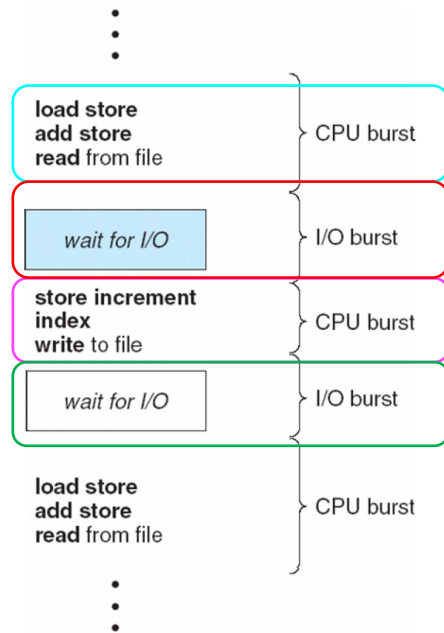 load store
add store
read from file
CPU burst
wait for I/O
I/O burst
store increment
index
write to file
CPU burst
wait for I/O
I/O burst
load store
add store
read from file
CPU burst